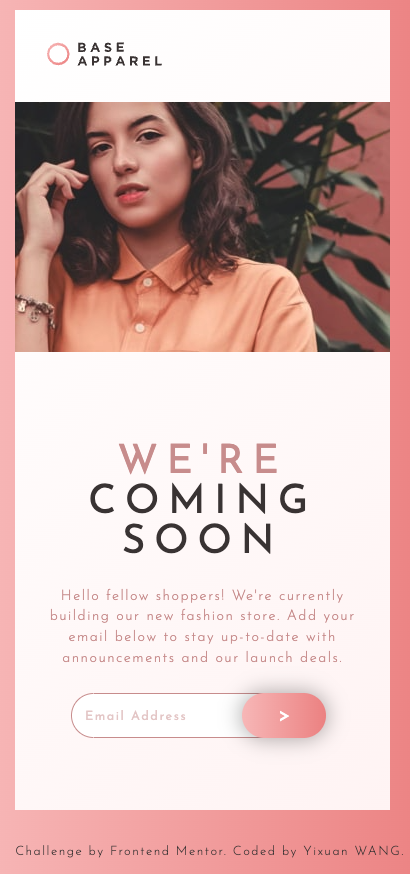 BASE
APPAREL
WE'RE
COMING
SOON
Hello fellow shoppers! We're currently
building our new fashion store. Add your
email below to stay up-to-date with
announcements and our launch deals.
Email Address
>
Challenge by Frontend Mentor. Coded by Yixuan WANG.